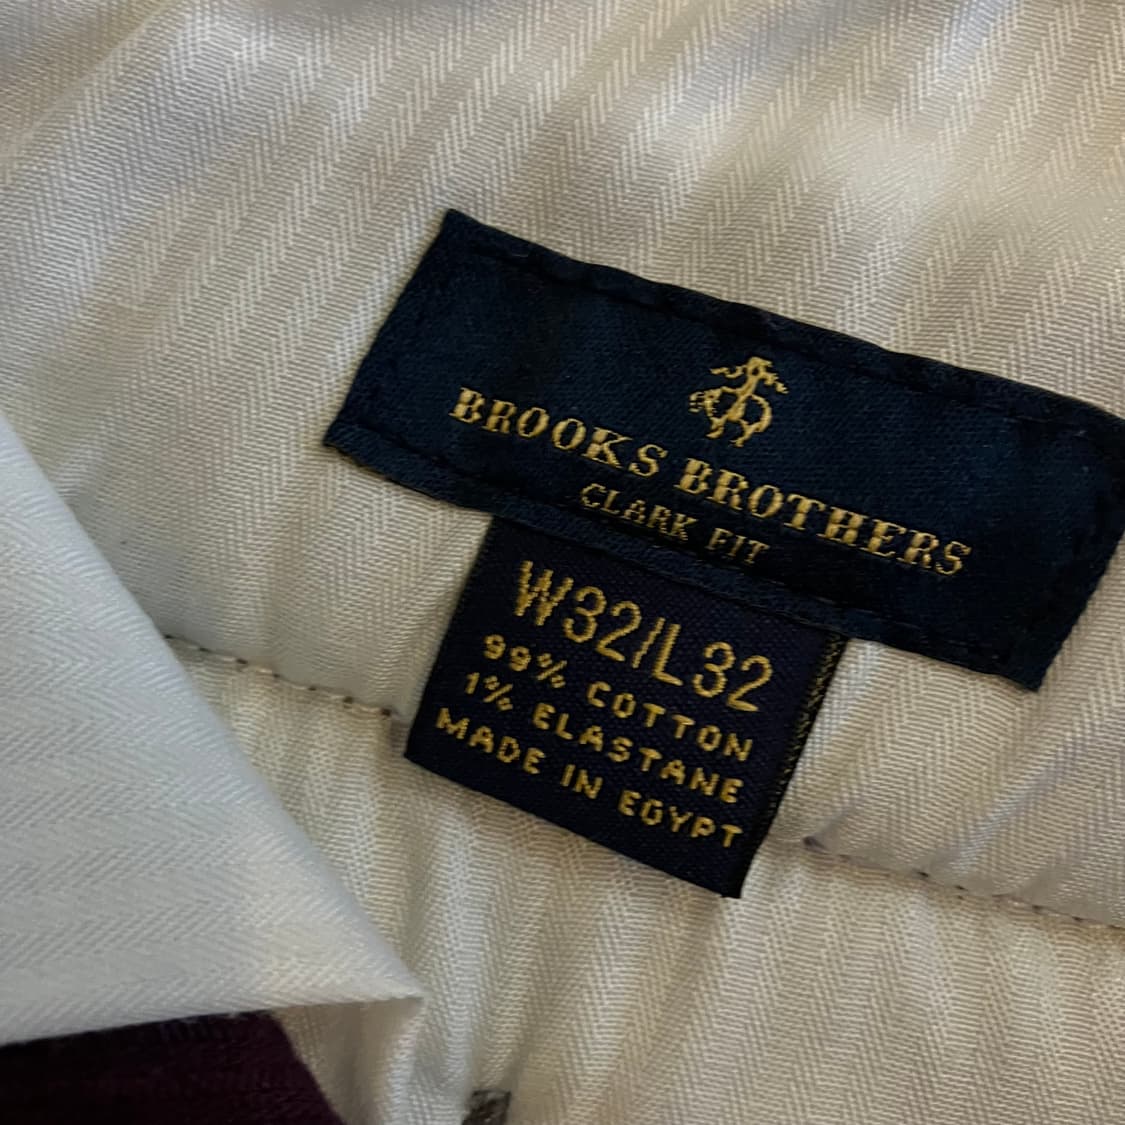 BROOKS BROTHERS
CLARK FIT
W32/L32
99% COTTON
1% ELASTANE
MADE IN EGYPT